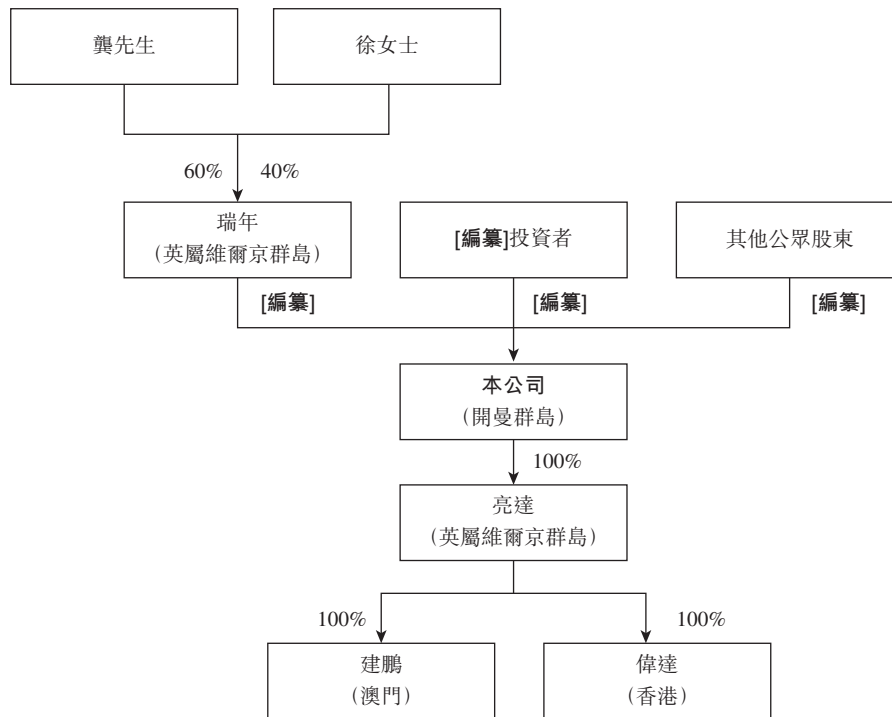 龔先生
徐女士
60%
40%
瑞年
(英屬維爾京群島)
[編纂]投資者
其他公眾股東
[編纂]
[編纂]
[編纂]
本公司
(開曼群島)
100%
亮達
(英屬維爾京群島)
100%
100%
建鵬
(澳門)
偉達
(香港)